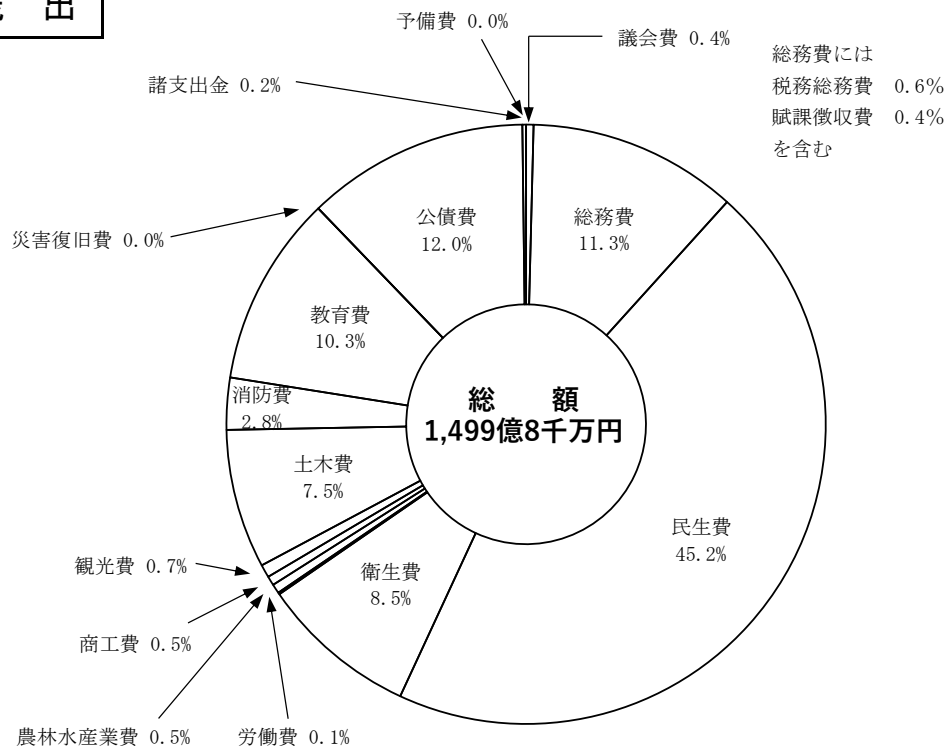 出
予備費 0.0%
議会費 0.4%
諸支出金 0.2%
総務費には
税務総務費 0.6%
賦課徴収費 0.4%
を含む
公債費
12.0%
総務費
11.3%
災害復旧費 0.0%
教育費
10.3%
消防費
2.8%
総 額
1,499億8千万円
土木費
7.5%
民生費
45.2%
観光費 0.7%
衛生費
8.5%
商工費 0.5%
農林水産業費 0.5%
労働費 0.1%